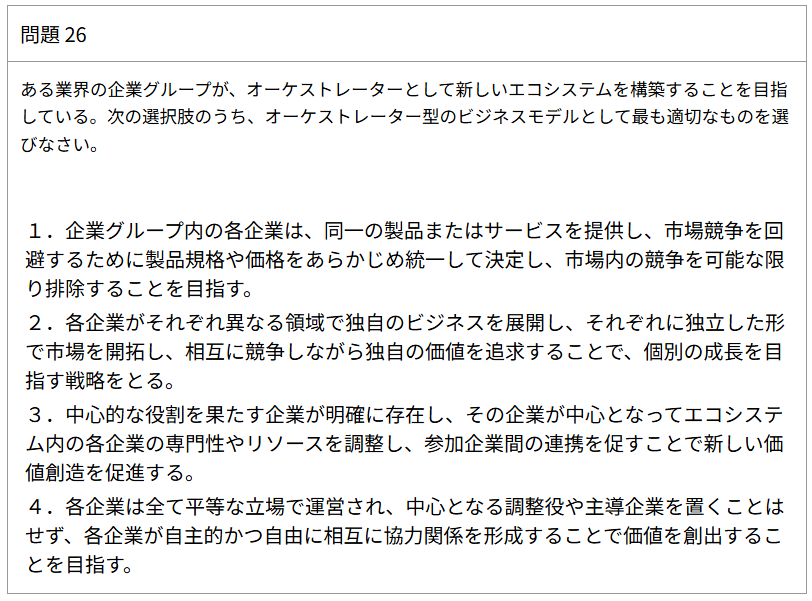 問題 26
ある業界の企業グループが、オーケストレーターとして新しいエコシステムを構築することを目指
している。次の選択肢のうち、オーケストレーター型のビジネスモデルとして最も適切なものを選
びなさい。
１．企業グループ内の各企業は、同一の製品またはサービスを提供し、市場競争を回
避するために製品規格や価格をあらかじめ統一して決定し、市場内の競争を可能な限
り排除することを目指す。
２．各企業がそれぞれ異なる領域で独自のビジネスを展開し、それぞれに独立した形
で市場を開拓し、相互に競争しながら独自の価値を追求することで、個別の成長を目
指す戦略をとる。
３．中心的な役割を果たす企業が明確に存在し、その企業が中心となってエコシステ
ム内の各企業の専門性やリソースを調整し、参加企業間の連携を促すことで新しい価
値創造を促進する。
４．各企業は全て平等な立場で運営され、中心となる調整役や主導企業を置くことは
せず、各企業が自主的かつ自由に相互に協力関係を形成することで価値を創出するこ
とを目指す。